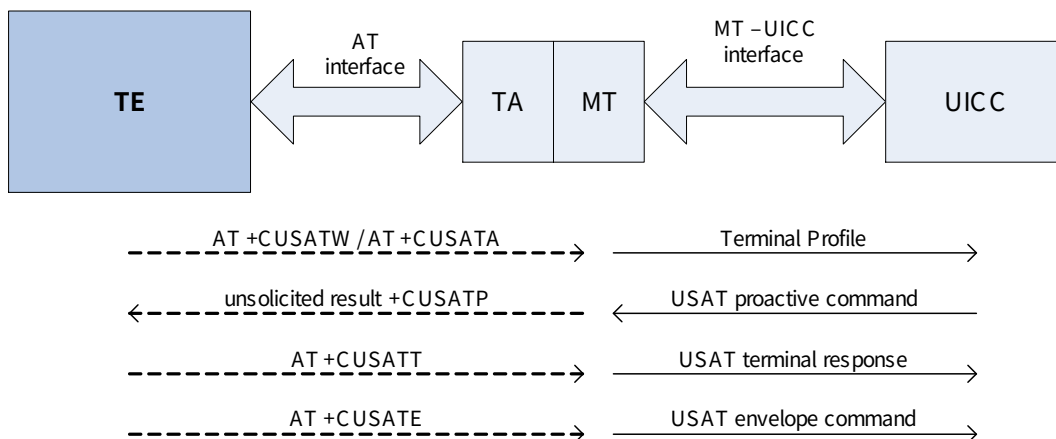 AT
interface
MT –UICC
interface
TE
TA
MT
UICC
AT +CUSATW / AT +CUSATA
Terminal Profile
unsolicited result +CUSATP
USAT proactive command
AT +CUSATT
USAT terminal response
AT +CUSATE
USAT envelope command